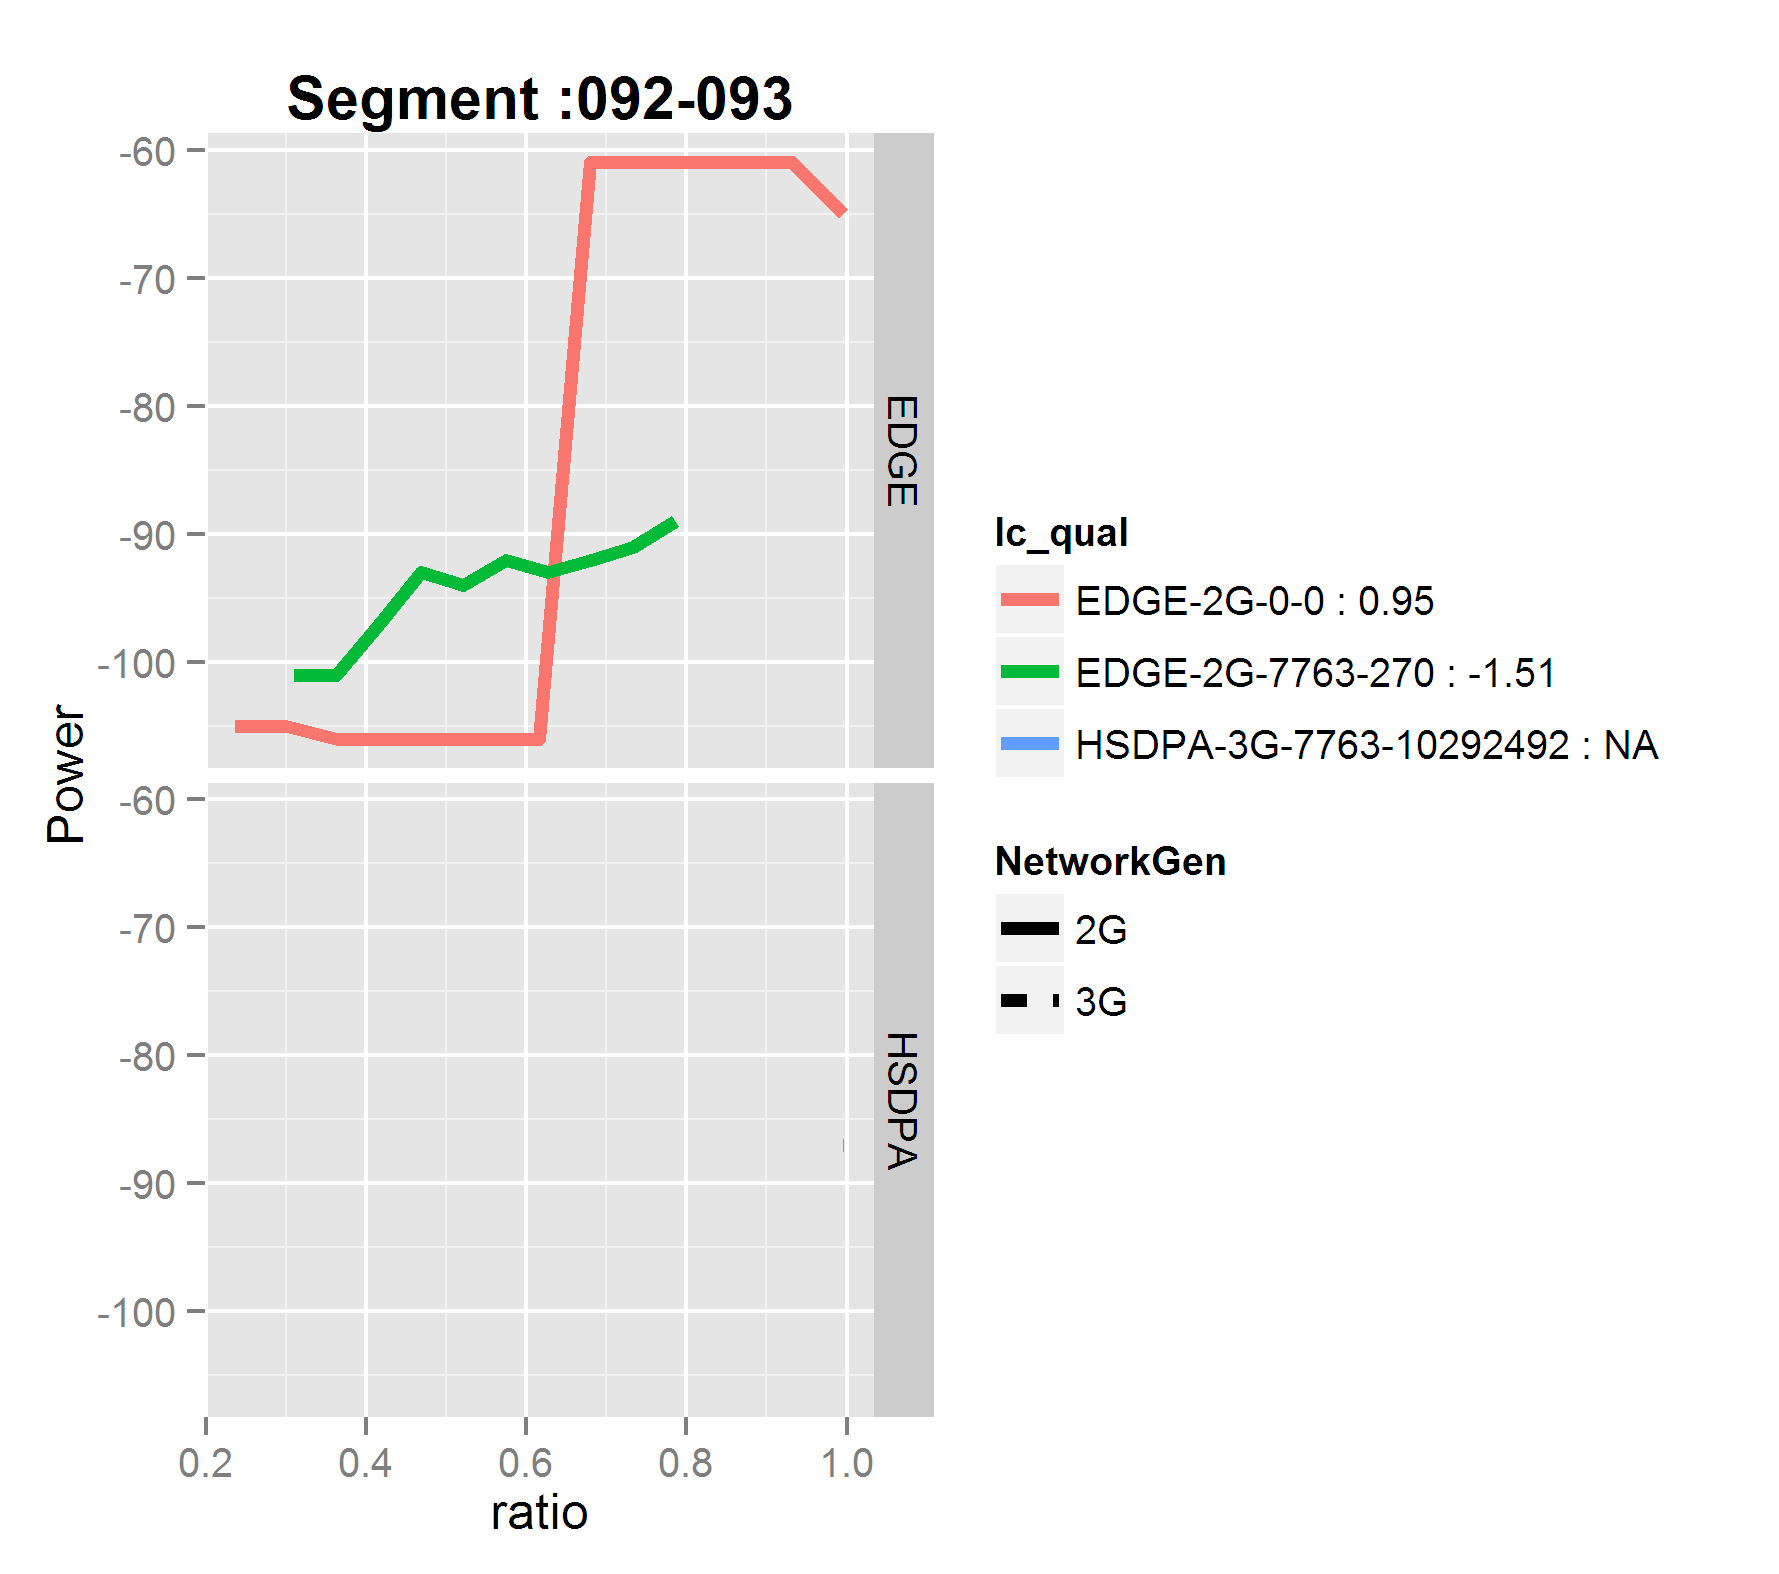 Segment :092-093
-60
-70
-80
-90
-100
EDGE
-60
-70
-80
-90
-100
HSDPA
Power
0.2 0.4 0.6 0.8 1.0
ratio
lc_qual
EDGE-2G-0-0 : 0.95
EDGE-2G-7763-270 : -1.51
HSDPA-3G-7763-10292492 : NA
NetworkGen
2G
3G